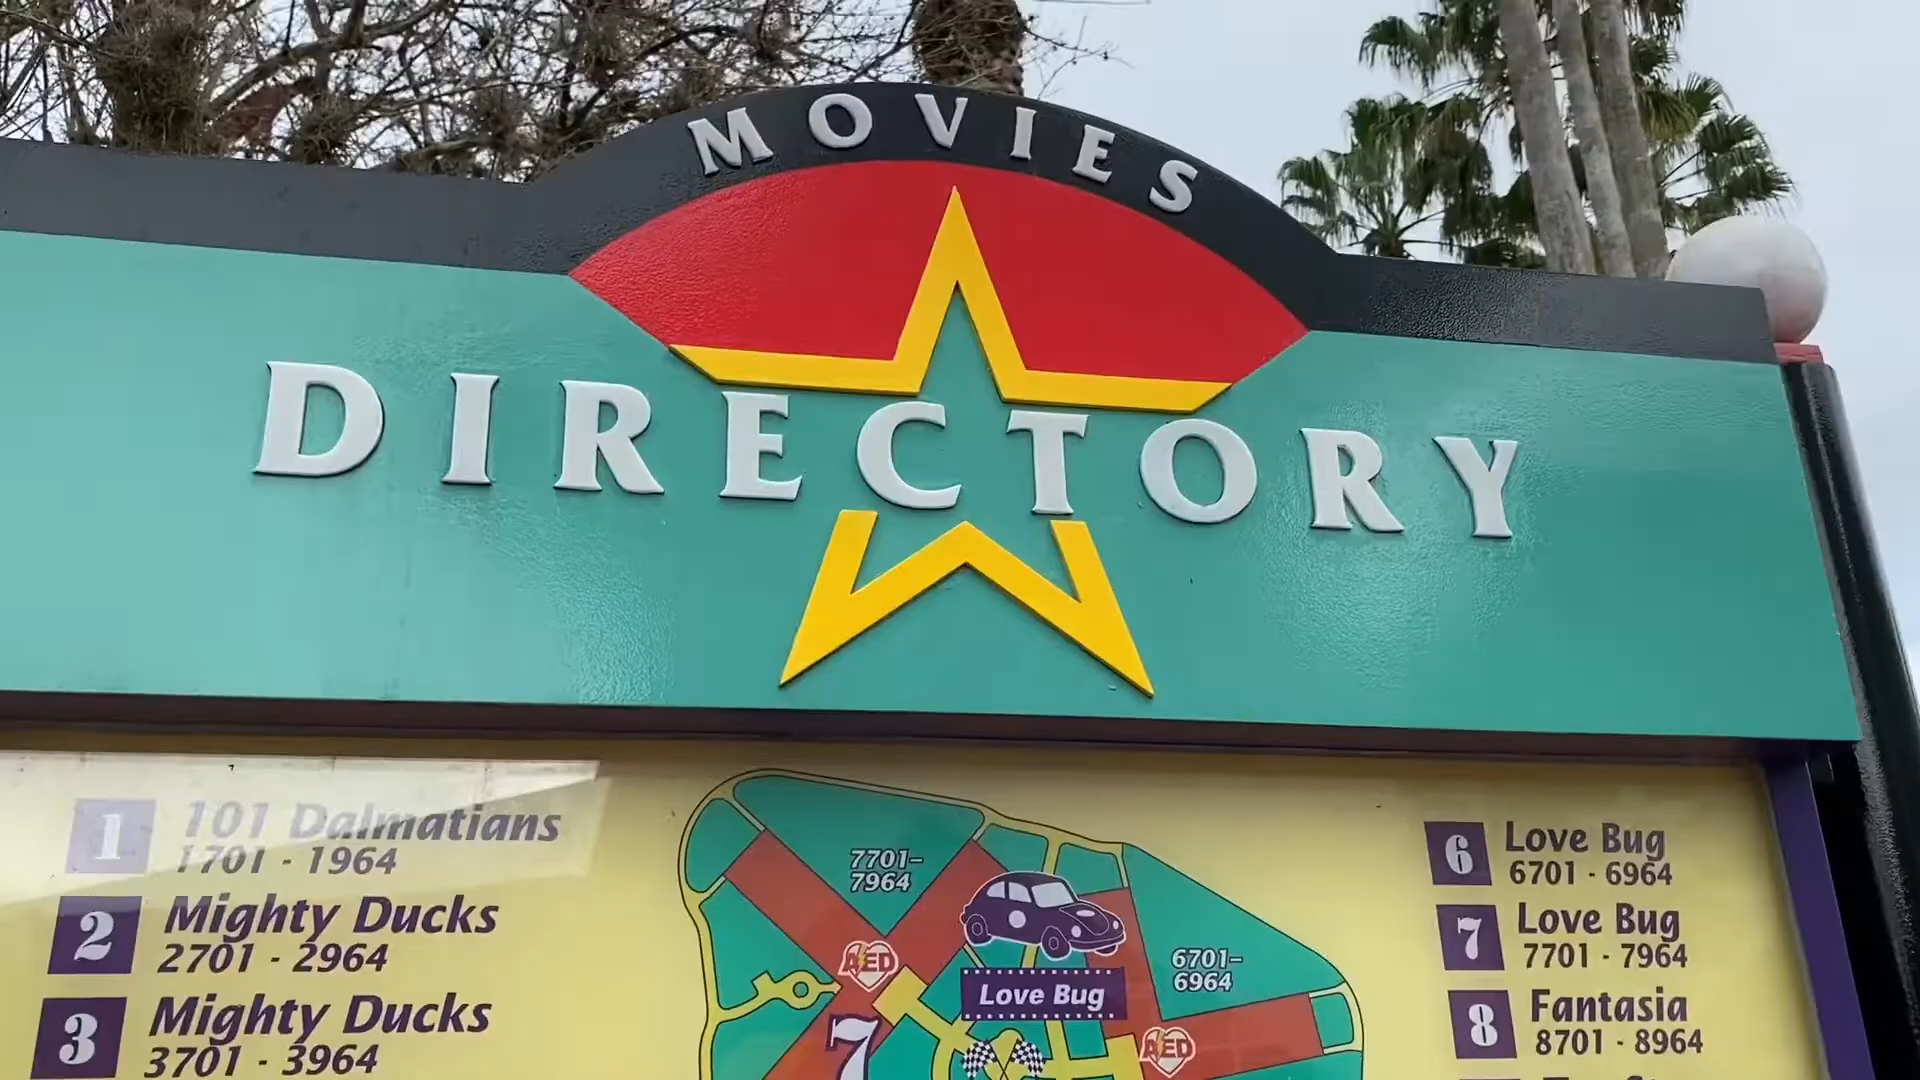 MOVIES
DIRECTORY
1 101 Dalmatians
1701 - 1964
2 Mighty Ducks
2701 - 2964
3 Mighty Ducks
3701 - 3964
7701–
7964
AED
Love Bug
6701–
6964
AED
7
6 Love Bug
6701 - 6964
7 Love Bug
7701 - 7964
8 Fantasia
8701 - 8964